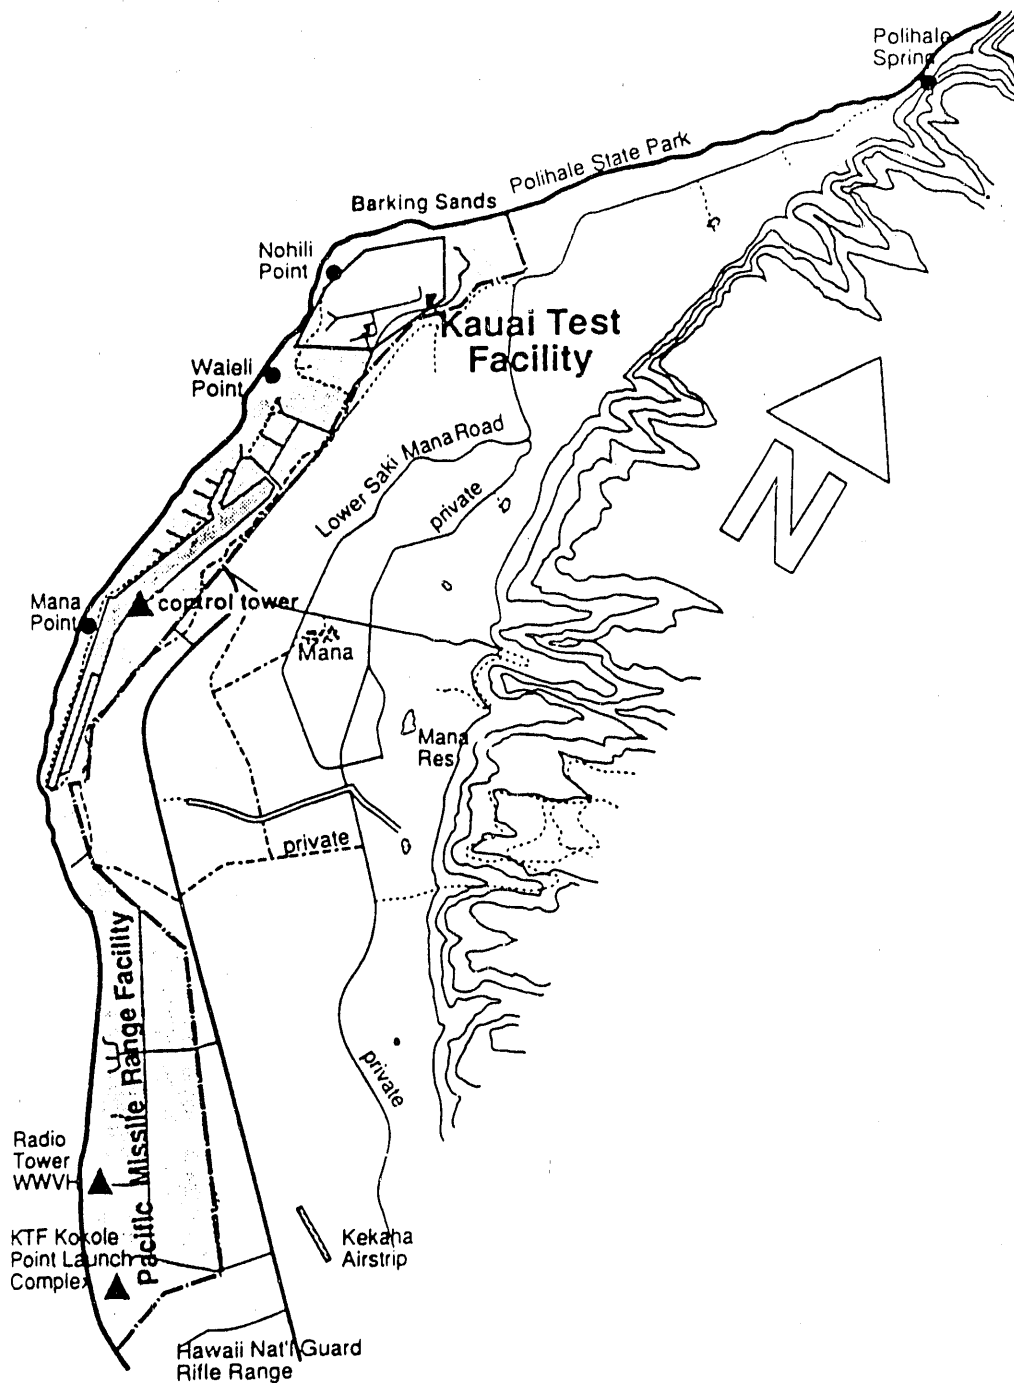 Polihale
Spring
Polihale State Park
Barking Sands
Nohili
Point
Kauai Test
Facility
Waieli
Point
Lower Saki Mana Road
private
N
Mana
Point
control tower
Mana
Mana
Res
private
Pacific Missile Range Facility
private
Radio
Tower
WWVH
KTF Kokole
Point Launch
Complex
Kekaha
Airstrip
Hawaii Nat'l Guard
Rifle Range